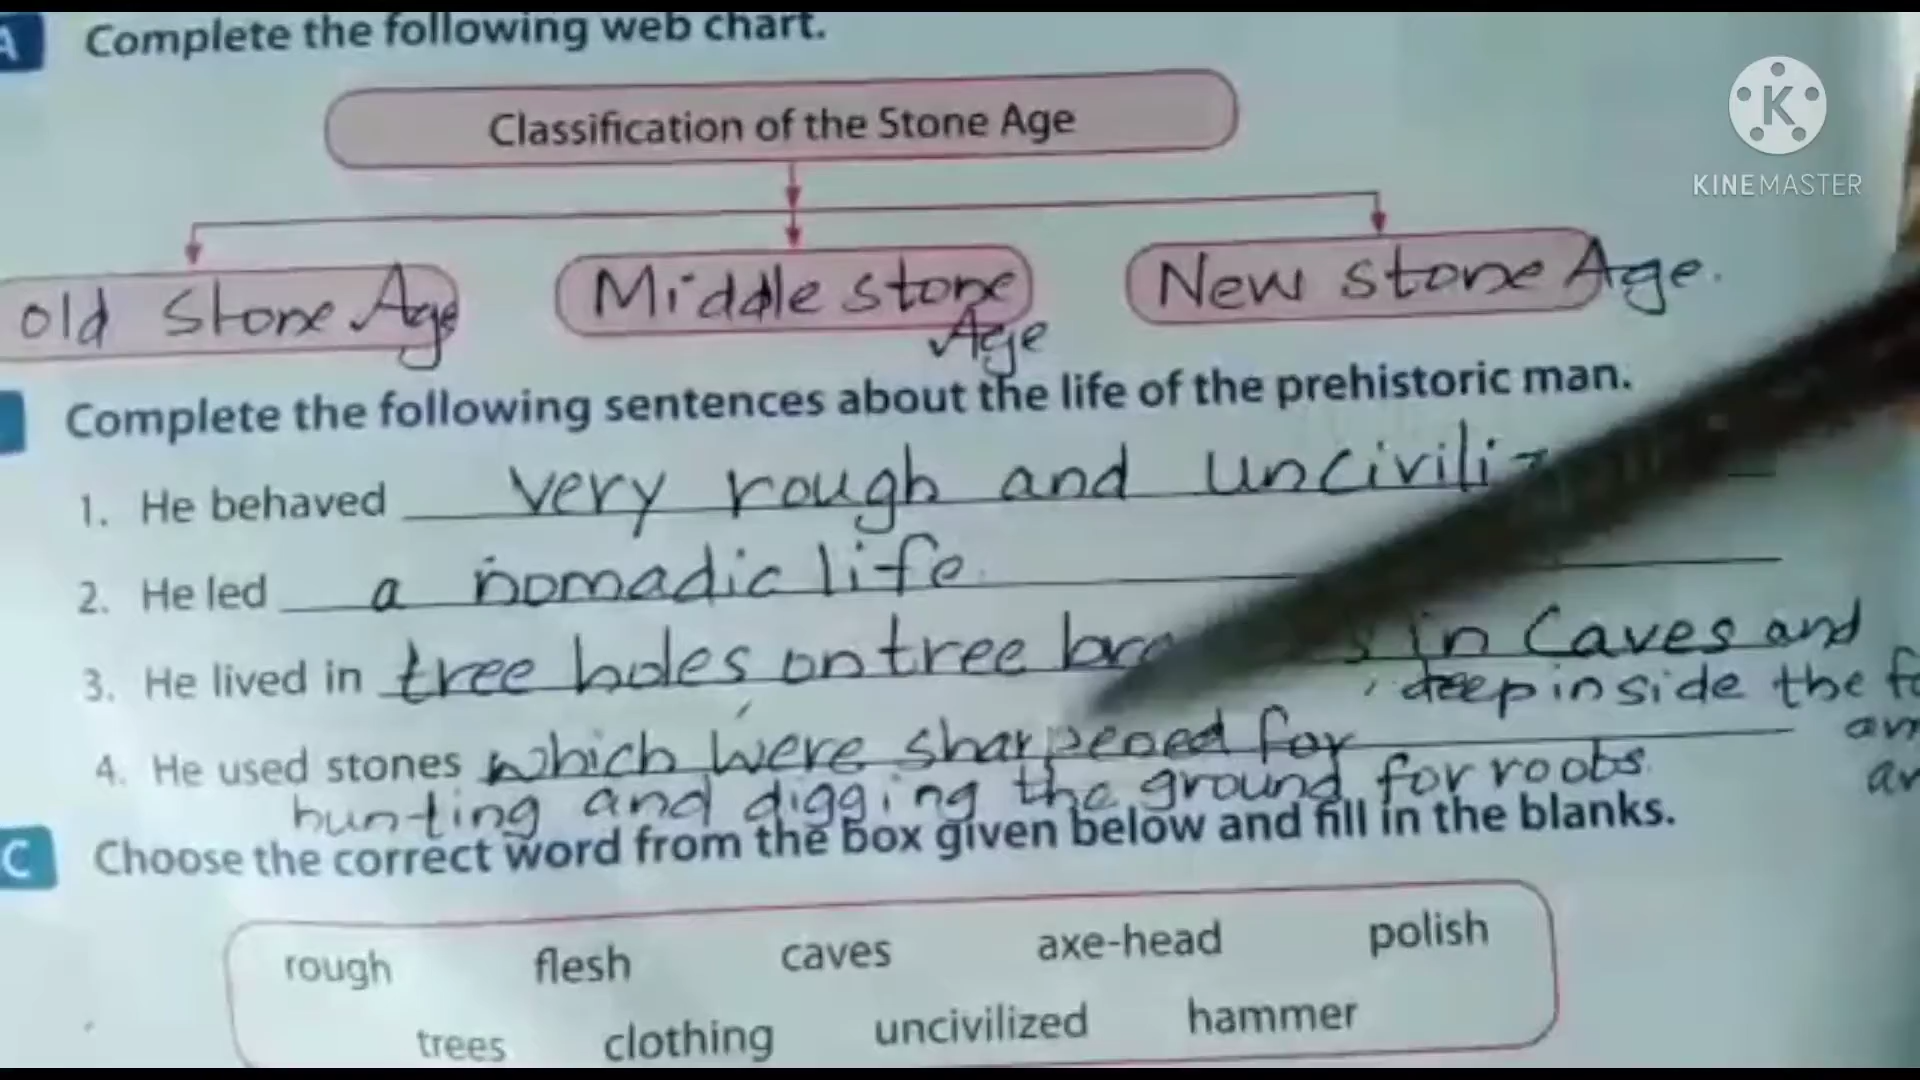 A Complete the following web chart.
KINEMASTER
Classification of the Stone Age
old Stone Age Middle stone Age New stone Age.
Complete the following sentences about the life of the prehistoric man.
1. He behaved very rough and
2. He led a nomadic life.
3. He lived in tree holes on tree in Caves and
deep inside the
4. He used stones which were sharpened for
hunting and digging the ground for roots.
C Choose the correct word from the box given below and fill in the blanks.
rough flesh caves axe-head polish
trees clothing uncivilized hammer